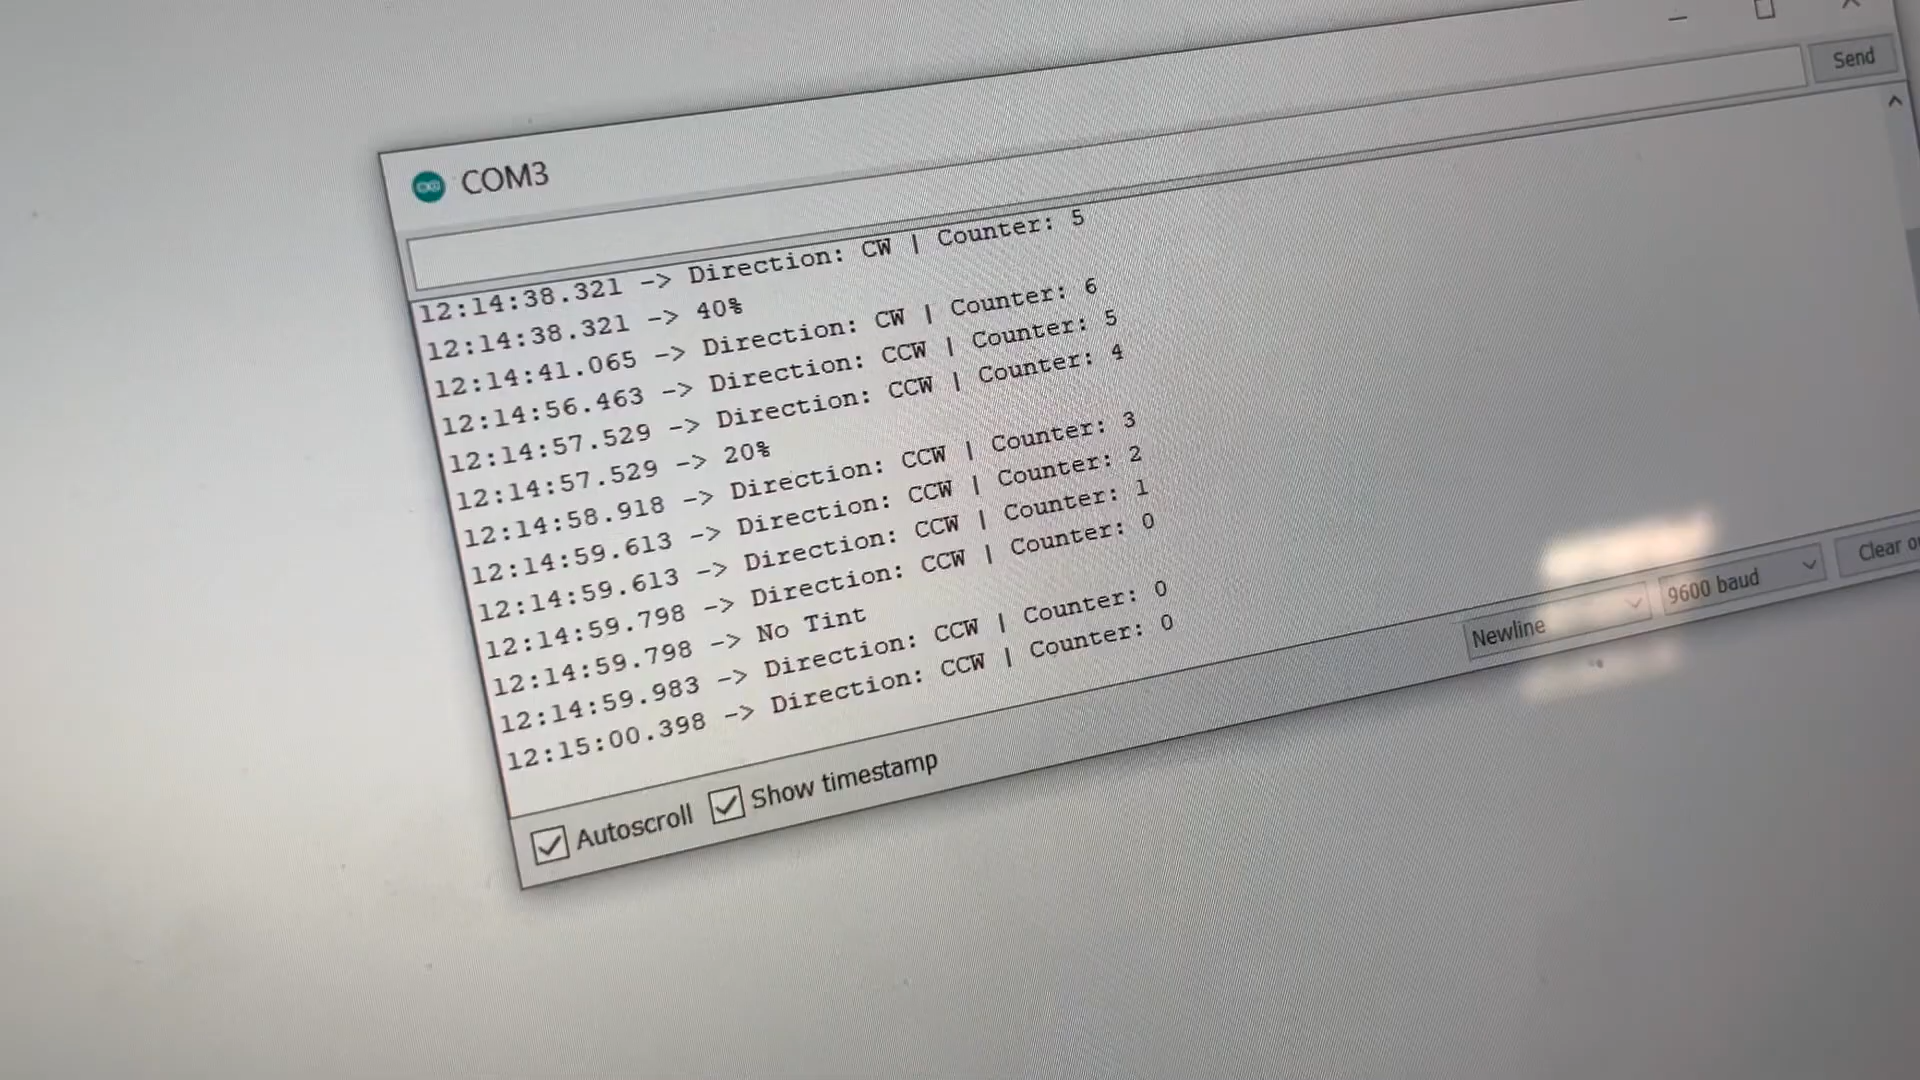 COM3
Send
12:14:38.321 -> Direction: CW | Counter: 5
12:14:38.321 -> 40%
12:14:41.065 -> Direction: CW | Counter: 6
12:14:56.463 -> Direction: CCW | Counter: 5
12:14:57.529 -> Direction: CCW | Counter: 4
12:14:57.529 -> 20%
12:14:58.918 -> Direction: CCW | Counter: 3
12:14:59.613 -> Direction: CCW | Counter: 2
12:14:59.613 -> Direction: CCW | Counter: 1
12:14:59.798 -> Direction: CCW | Counter: 0
12:14:59.798 -> No Tint
12:14:59.983 -> Direction: CCW | Counter: 0
12:15:00.398 -> Direction: CCW | Counter: 0
Autoscroll Show timestamp Newline 9600 baud Clear